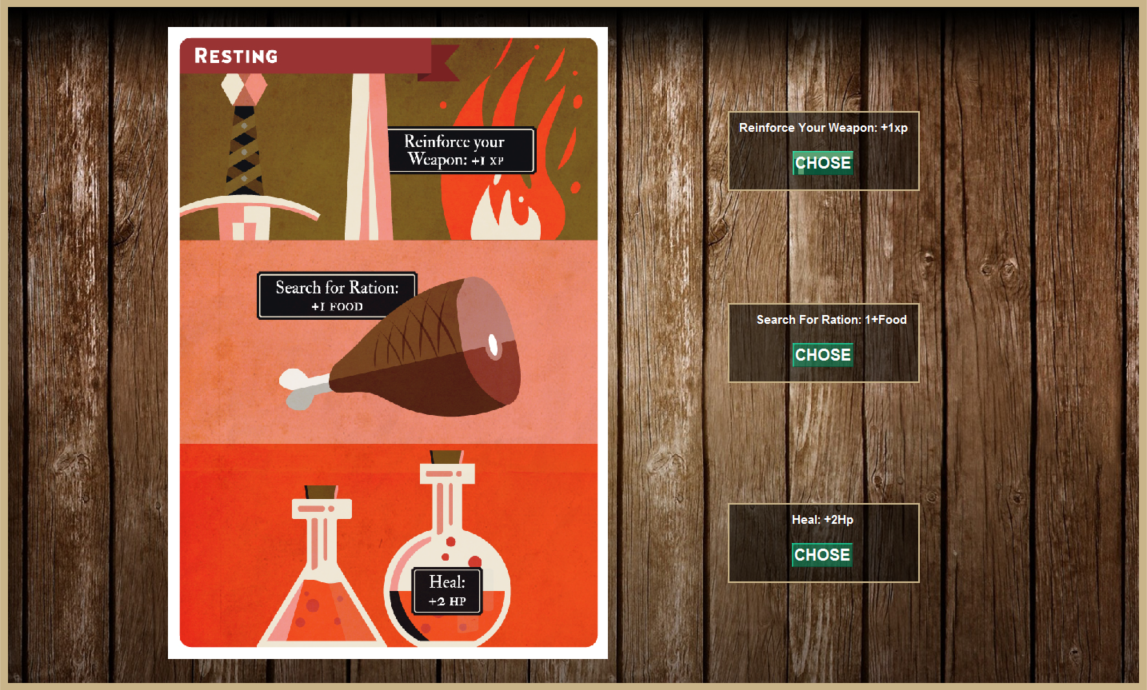 RESTING
Reinforce your
Weapon: +1 XP
Search for Ration:
+1 FOOD
Heal:
+2 HP
Reinforce Your Weapon: +1xp
CHOSE
Search For Ration: 1+Food
CHOSE
Heal: +2Hp
CHOSE